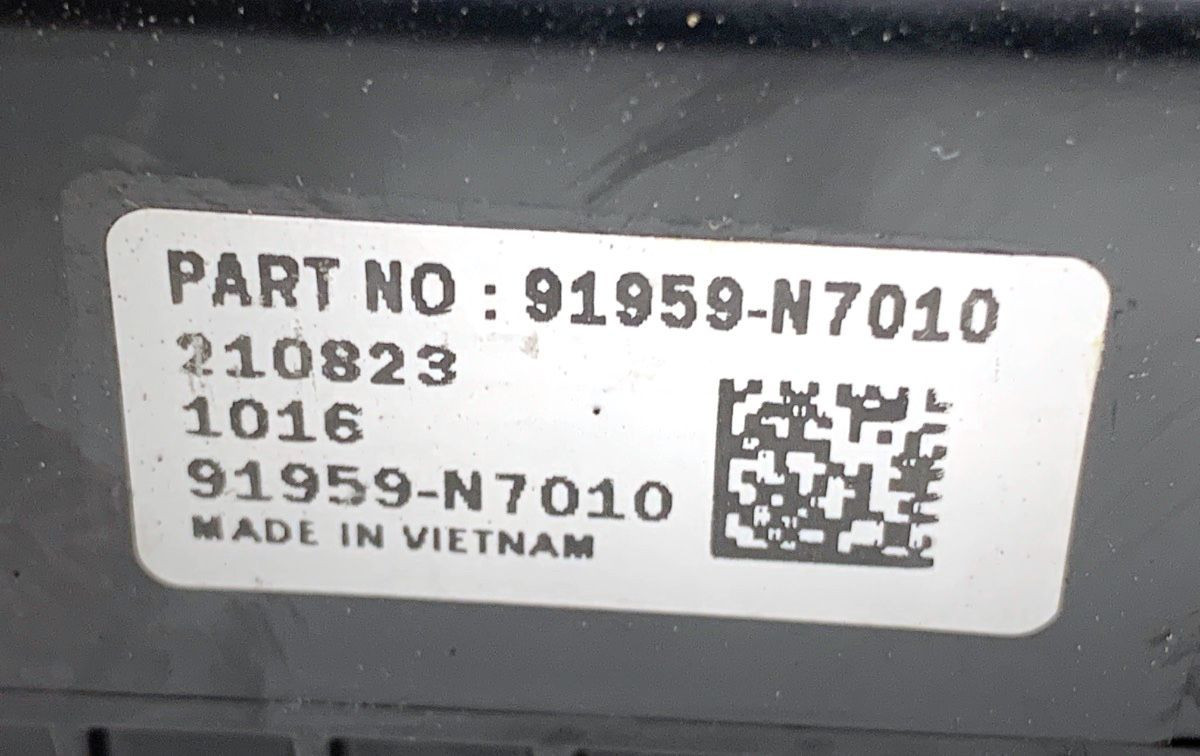 PART NO : 91959-N7010
210823
1016
91959-N7010
MADE IN VIETNAM